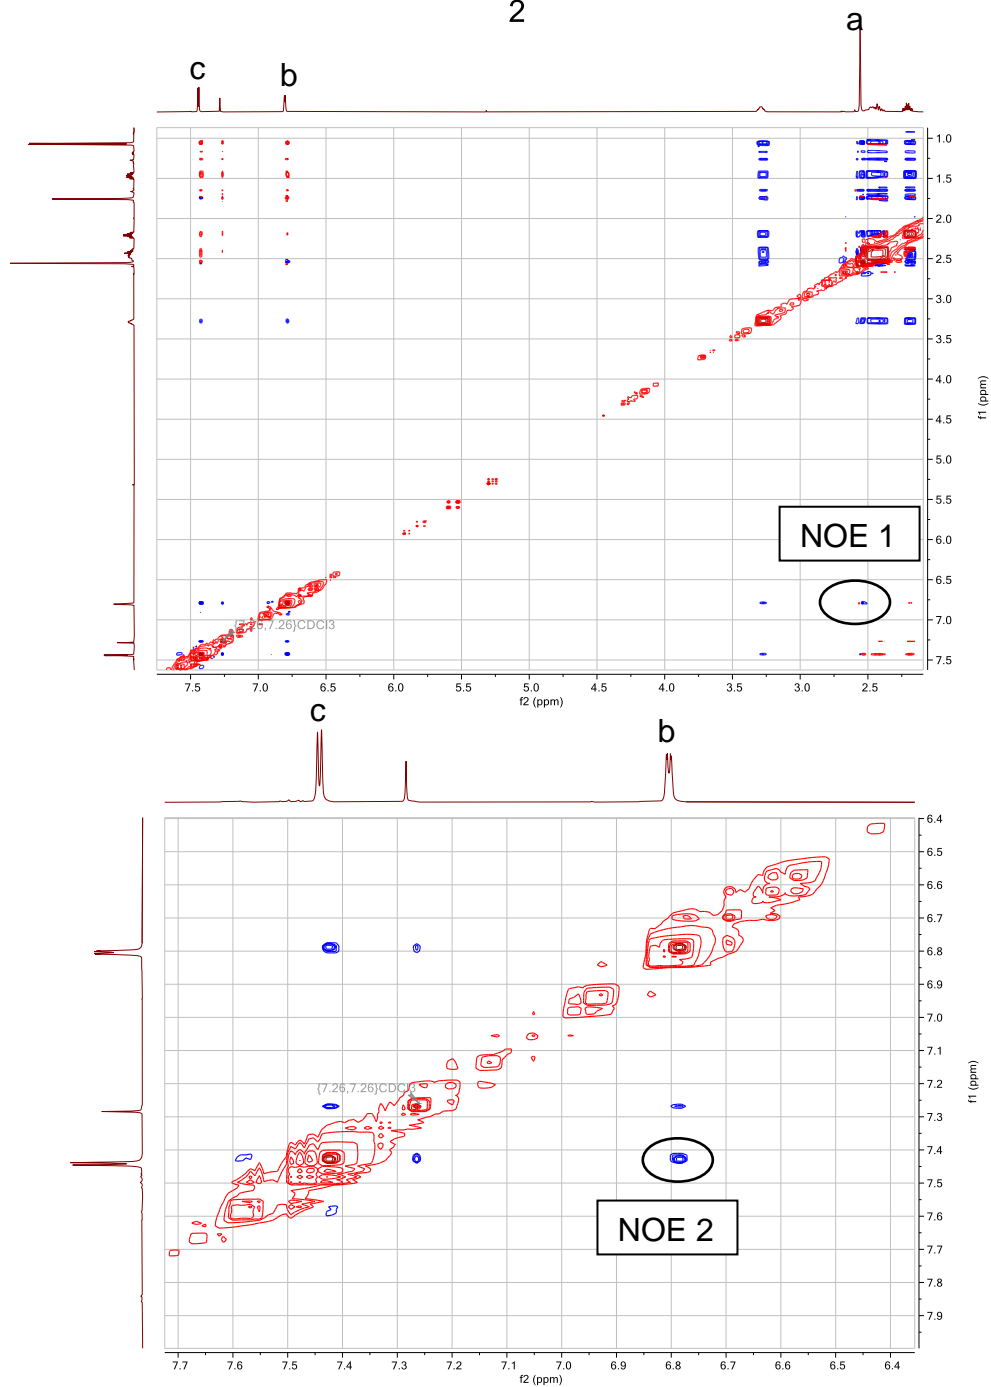 2
a
c
b
1.0
1.5
2.0
2.5
3.0
3.5
4.0
4.5
5.0
5.5
6.0
6.5
7.0
7.5
f1 (ppm)
NOE 1
{7.26,7.26}CDCl3
7.5 7.0 6.5 6.0 5.5 5.0 4.5 4.0 3.5 3.0 2.5
f2 (ppm)
c
b
6.4
6.5
6.6
6.7
6.8
6.9
7.0
7.1
7.2
7.3
7.4
7.5
7.6
7.7
7.8
7.9
f1 (ppm)
{7.26,7.26}CDCl3
NOE 2
7.7 7.6 7.5 7.4 7.3 7.2 7.1 7.0 6.9 6.8 6.7 6.6 6.5 6.4
f2 (ppm)